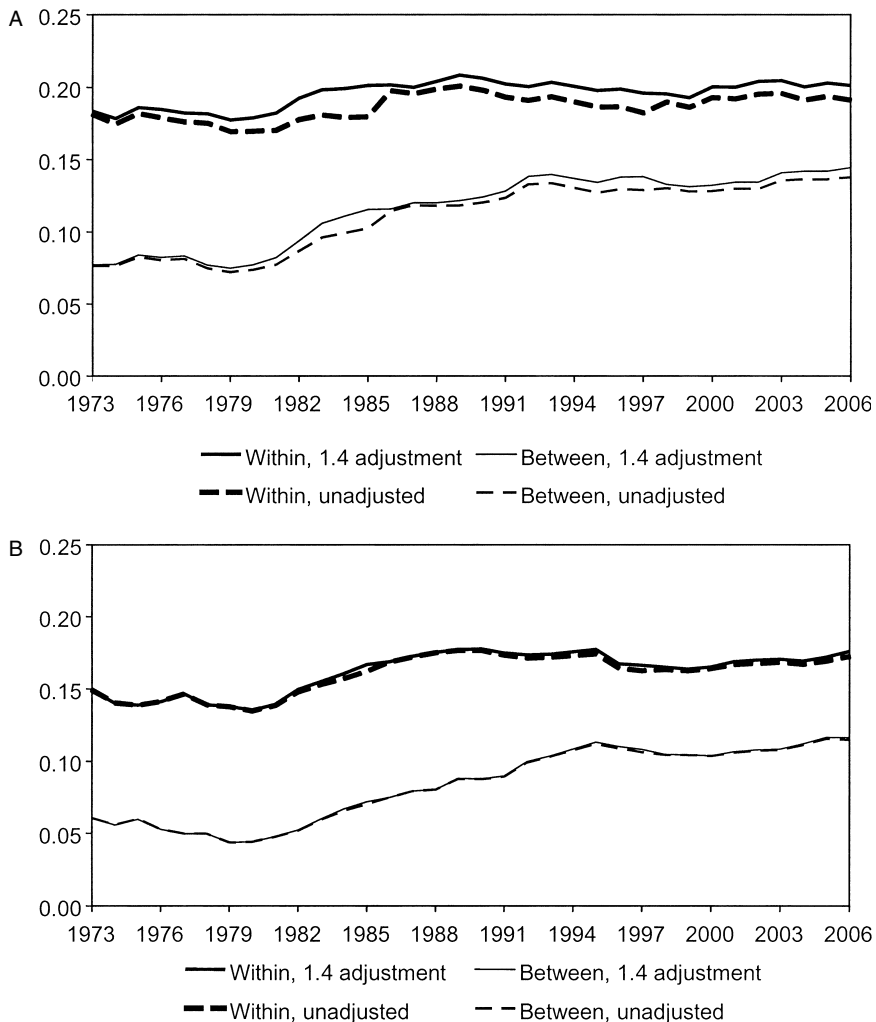 A
0.25
0.20
0.15
0.10
0.05
0.00
1973 1976 1979 1982 1985 1988 1991 1994 1997 2000 2003 2006
Within, 1.4 adjustment Between, 1.4 adjustment
Within, unadjusted Between, unadjusted
B
0.25
0.20
0.15
0.10
0.05
0.00
1973 1976 1979 1982 1985 1988 1991 1994 1997 2000 2003 2006
Within, 1.4 adjustment Between, 1.4 adjustment
Within, unadjusted Between, unadjusted